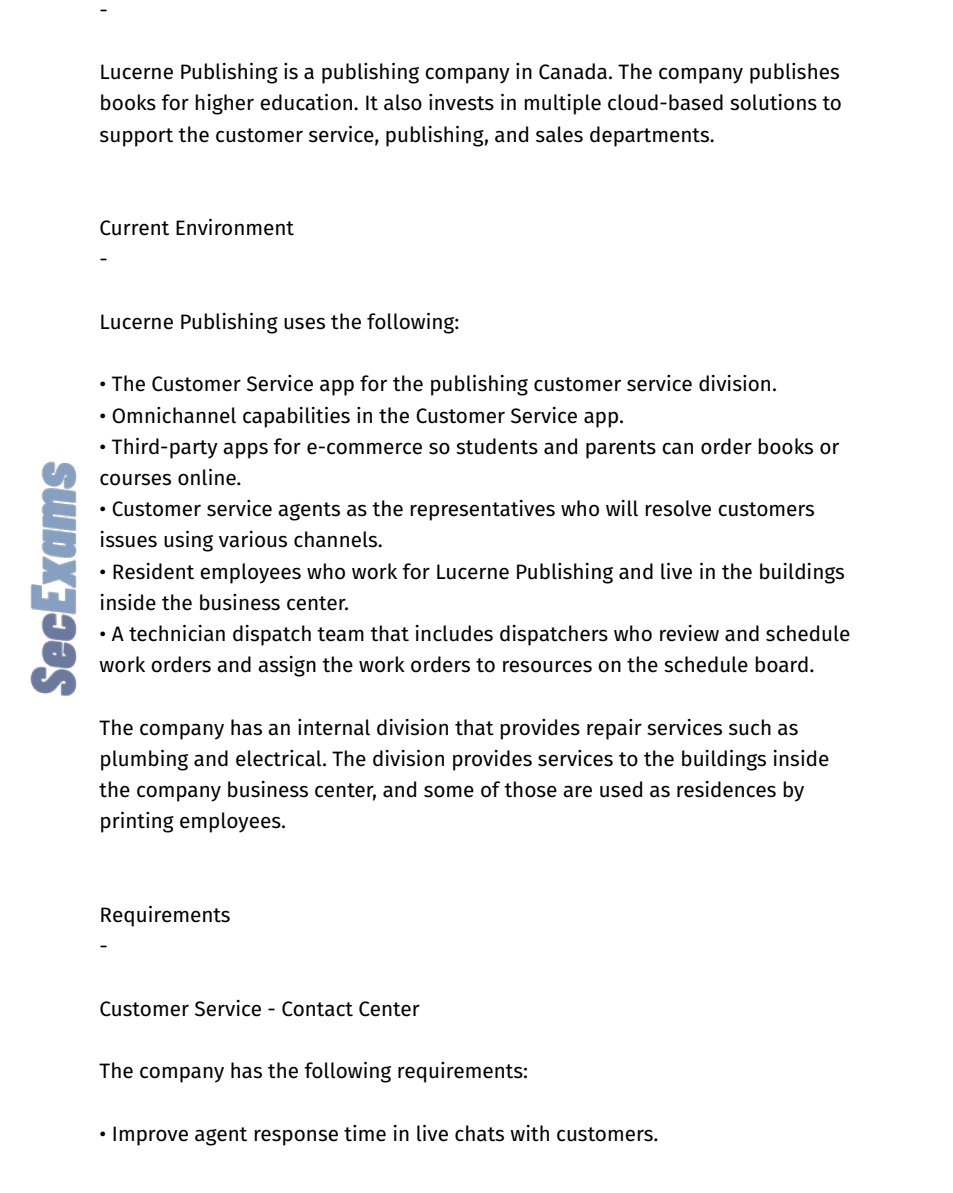 -
Lucerne Publishing is a publishing company in Canada. The company publishes
books for higher education. It also invests in multiple cloud-based solutions to
support the customer service, publishing, and sales departments.
Current Environment
-
Lucerne Publishing uses the following:
• The Customer Service app for the publishing customer service division.
• Omnichannel capabilities in the Customer Service app.
• Third-party apps for e-commerce so students and parents can order books or
courses online.
• Customer service agents as the representatives who will resolve customers
issues using various channels.
• Resident employees who work for Lucerne Publishing and live in the buildings
inside the business center.
• A technician dispatch team that includes dispatchers who review and schedule
work orders and assign the work orders to resources on the schedule board.
The company has an internal division that provides repair services such as
plumbing and electrical. The division provides services to the buildings inside
the company business center, and some of those are used as residences by
printing employees.
Requirements
-
Customer Service - Contact Center
The company has the following requirements:
• Improve agent response time in live chats with customers.
SecExams